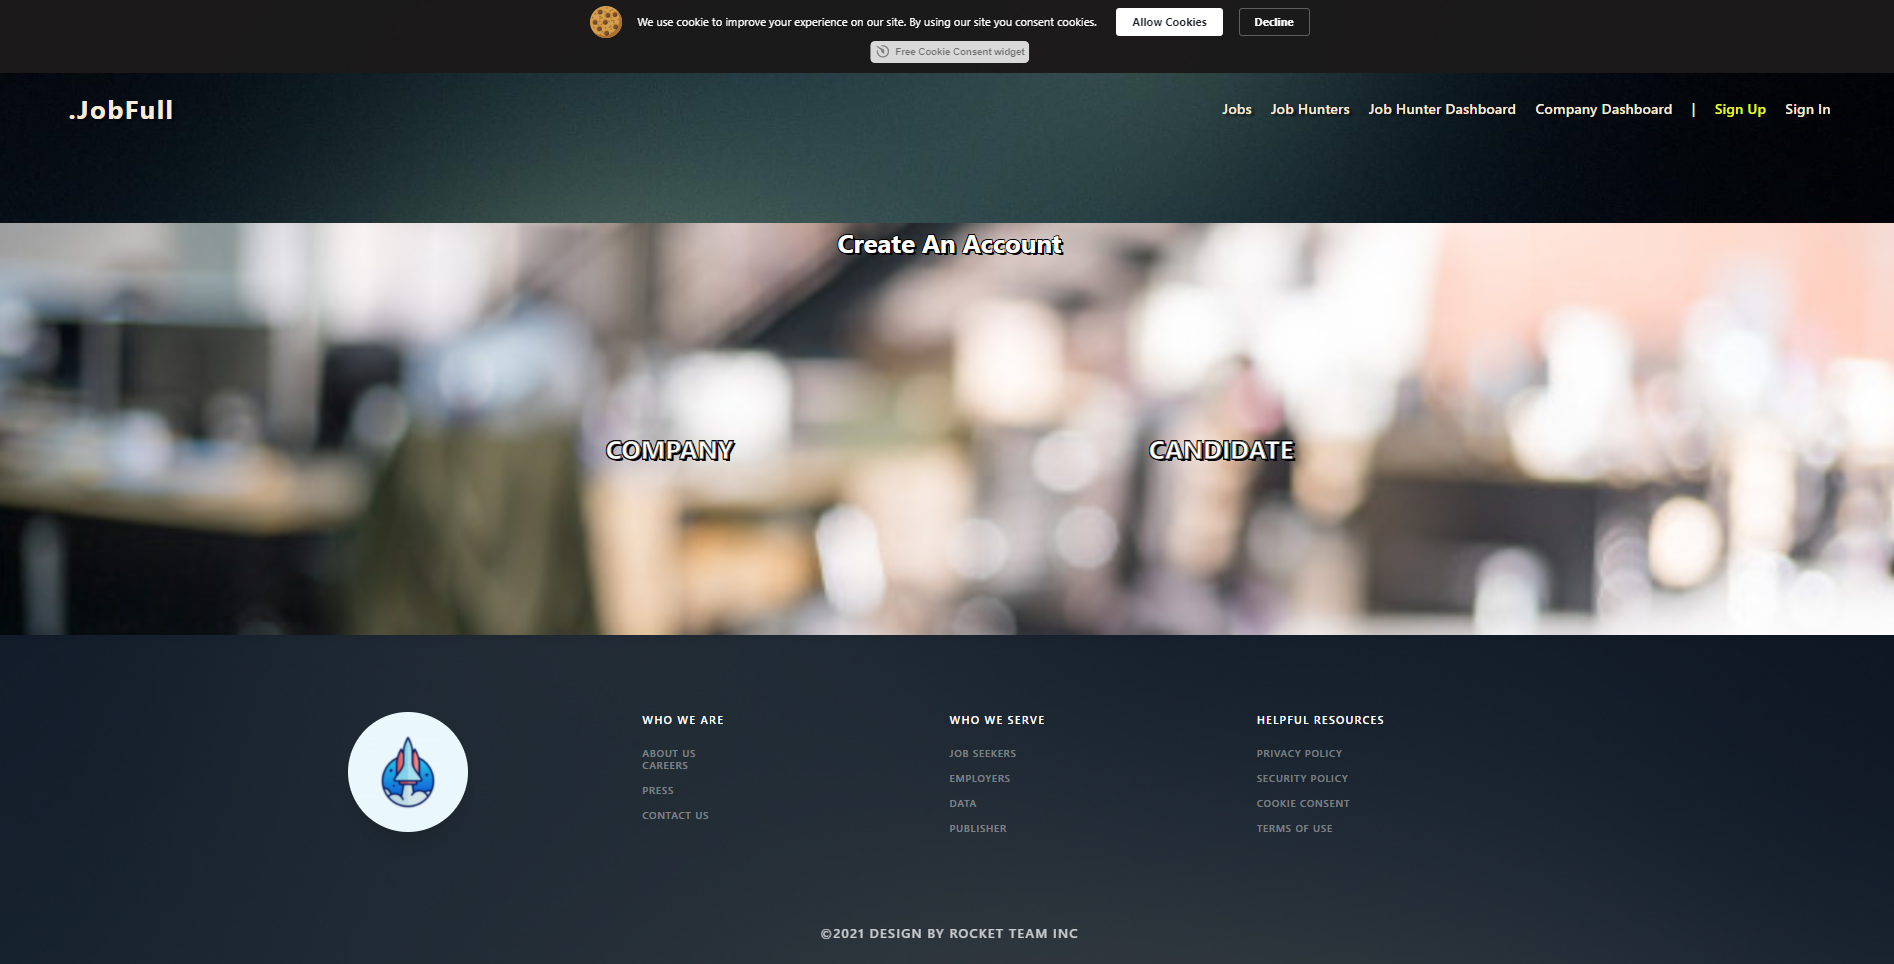 We use cookie to improve your experience on our site. By using our site you consent cookies.
Allow Cookies
Decline
Free Cookie Consent widget
.JobFull
Jobs
Job Hunters
Job Hunter Dashboard
Company Dashboard
|
Sign Up
Sign In
Create An Account
COMPANY
CANDIDATE
WHO WE ARE
ABOUT US
CAREERS
PRESS
CONTACT US
WHO WE SERVE
JOB SEEKERS
EMPLOYERS
DATA
PUBLISHER
HELPFUL RESOURCES
PRIVACY POLICY
SECURITY POLICY
COOKIE CONSENT
TERMS OF USE
©2021 DESIGN BY ROCKET TEAM INC